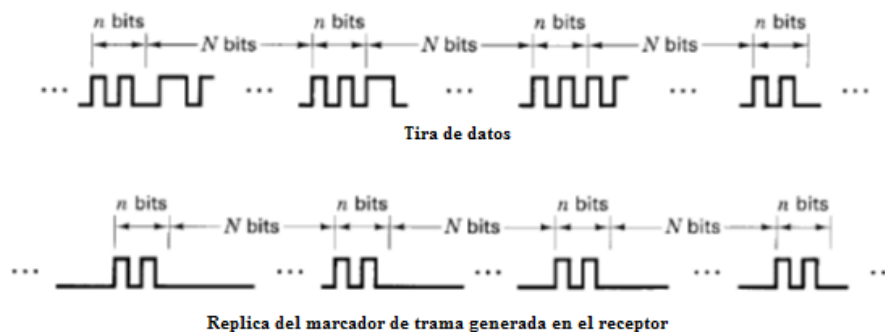 n bits n bits n bits n bits
N bits N bits N bits
... ... ... ... ...
Tira de datos
n bits n bits n bits n bits
N bits N bits N bits
... ... ... ... ...
Replica del marcador de trama generada en el receptor